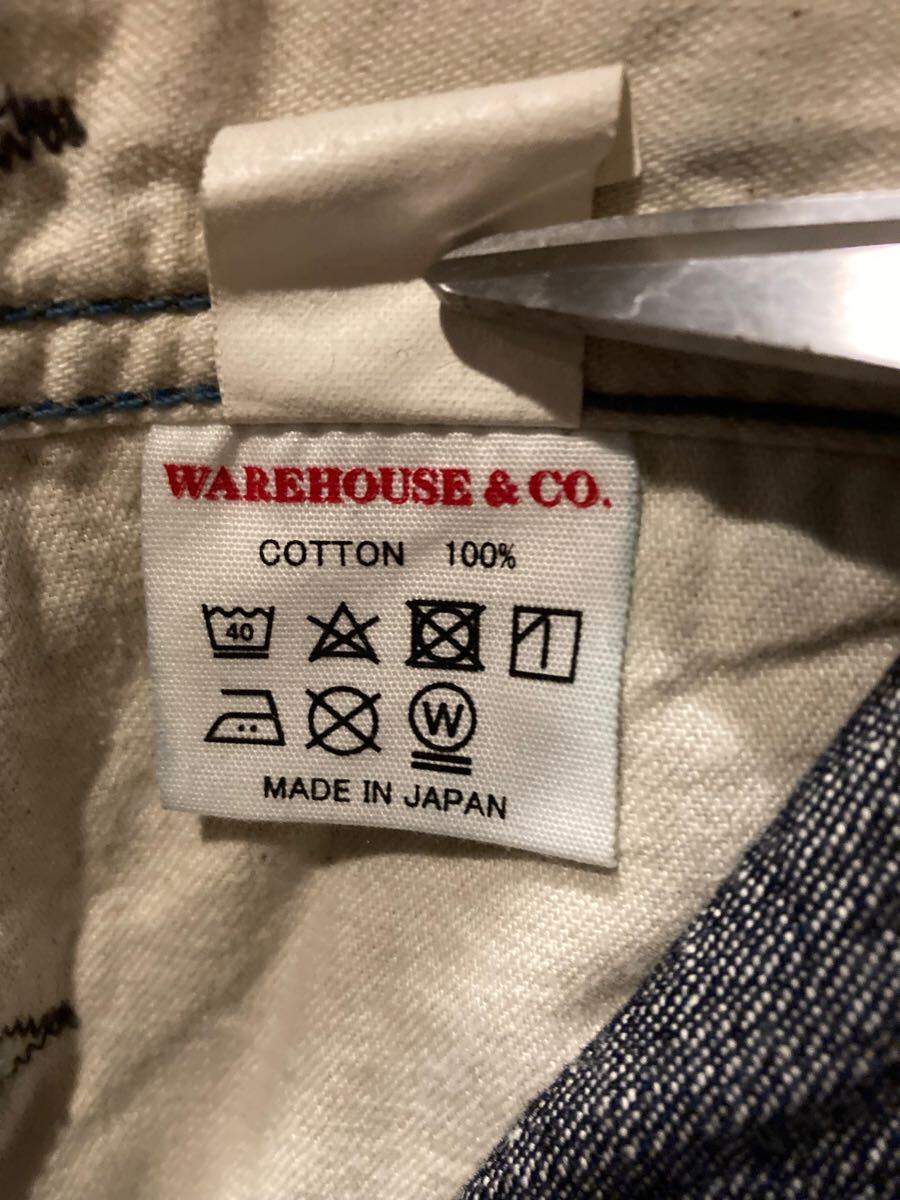 WAREHOUSE & CO.
COTTON 100%
40
W
MADE IN JAPAN